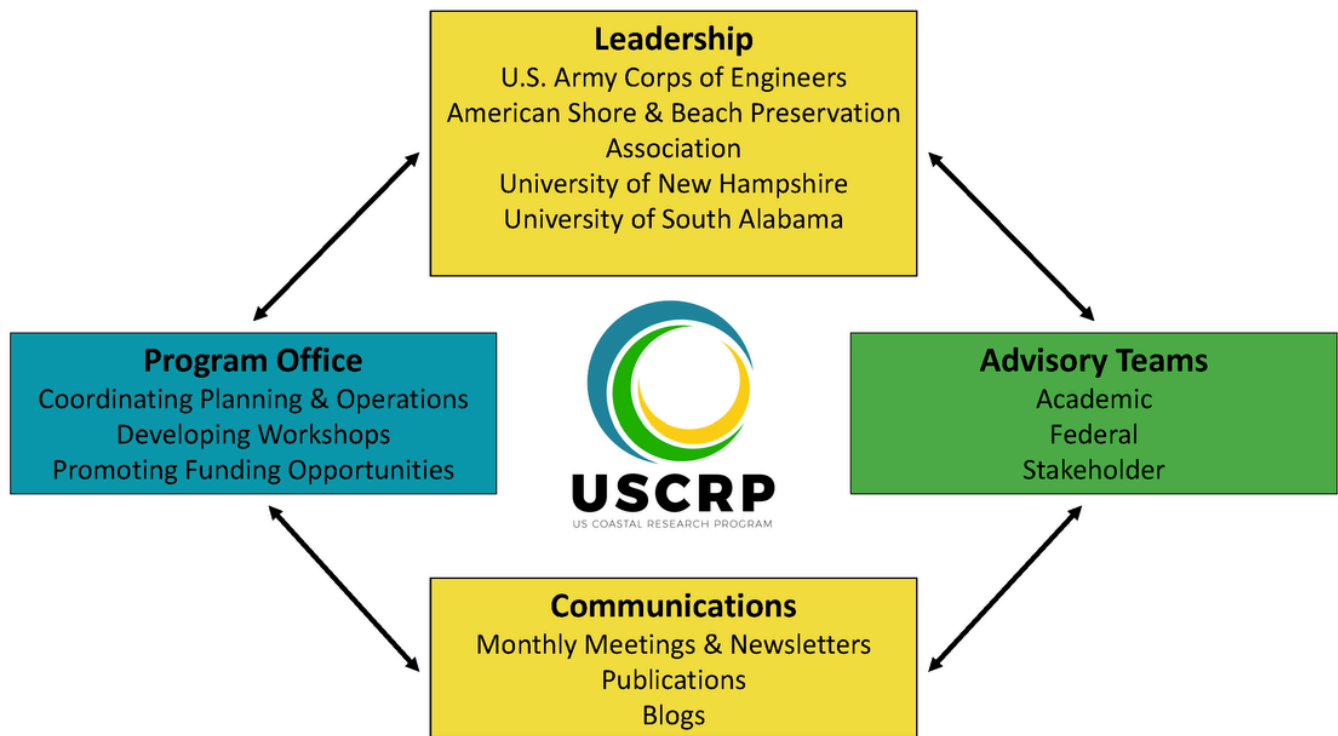 Leadership
U.S. Army Corps of Engineers
American Shore & Beach Preservation
Association
University of New Hampshire
University of South Alabama
Program Office
Coordinating Planning & Operations
Developing Workshops
Promoting Funding Opportunities
USCRP
US COASTAL RESEARCH PROGRAM
Advisory Teams
Academic
Federal
Stakeholder
Communications
Monthly Meetings & Newsletters
Publications
Blogs